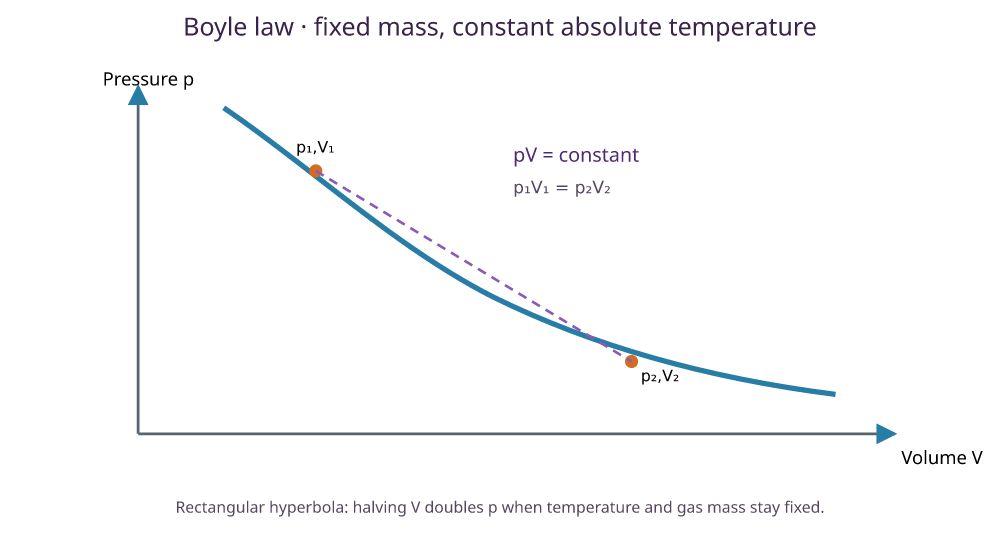 Boyle law · fixed mass, constant absolute temperature
Pressure p
p₁,V₁
pV = constant
p₁V₁ = p₂V₂
p₂,V₂
Volume V
Rectangular hyperbola: halving V doubles p when temperature and gas mass stay fixed.